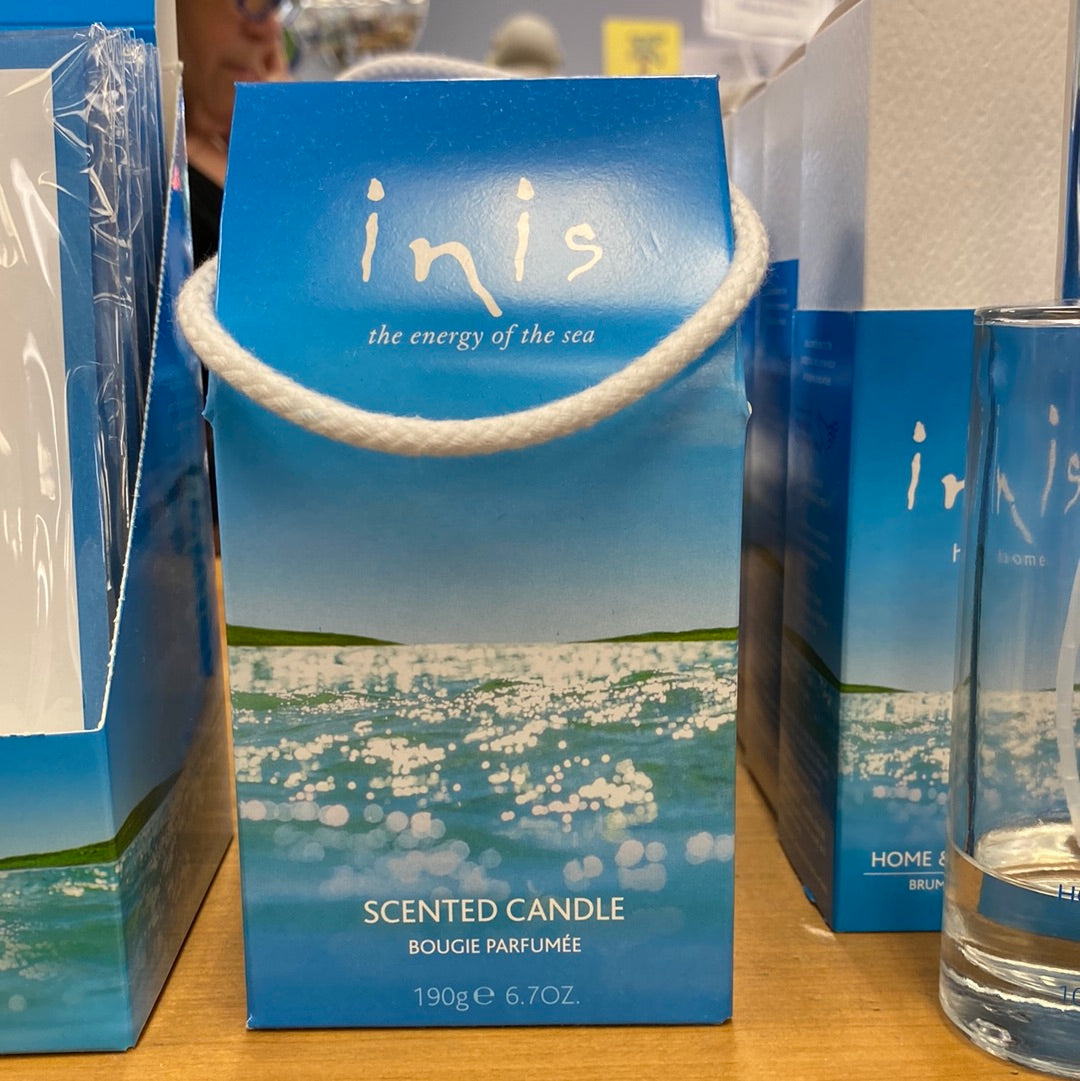 inis
the energy of the sea
SCENTED CANDLE
BOUGIE PARFUMÉE
190g℮ 6.7OZ.
inis
home
HOME &
BRUM